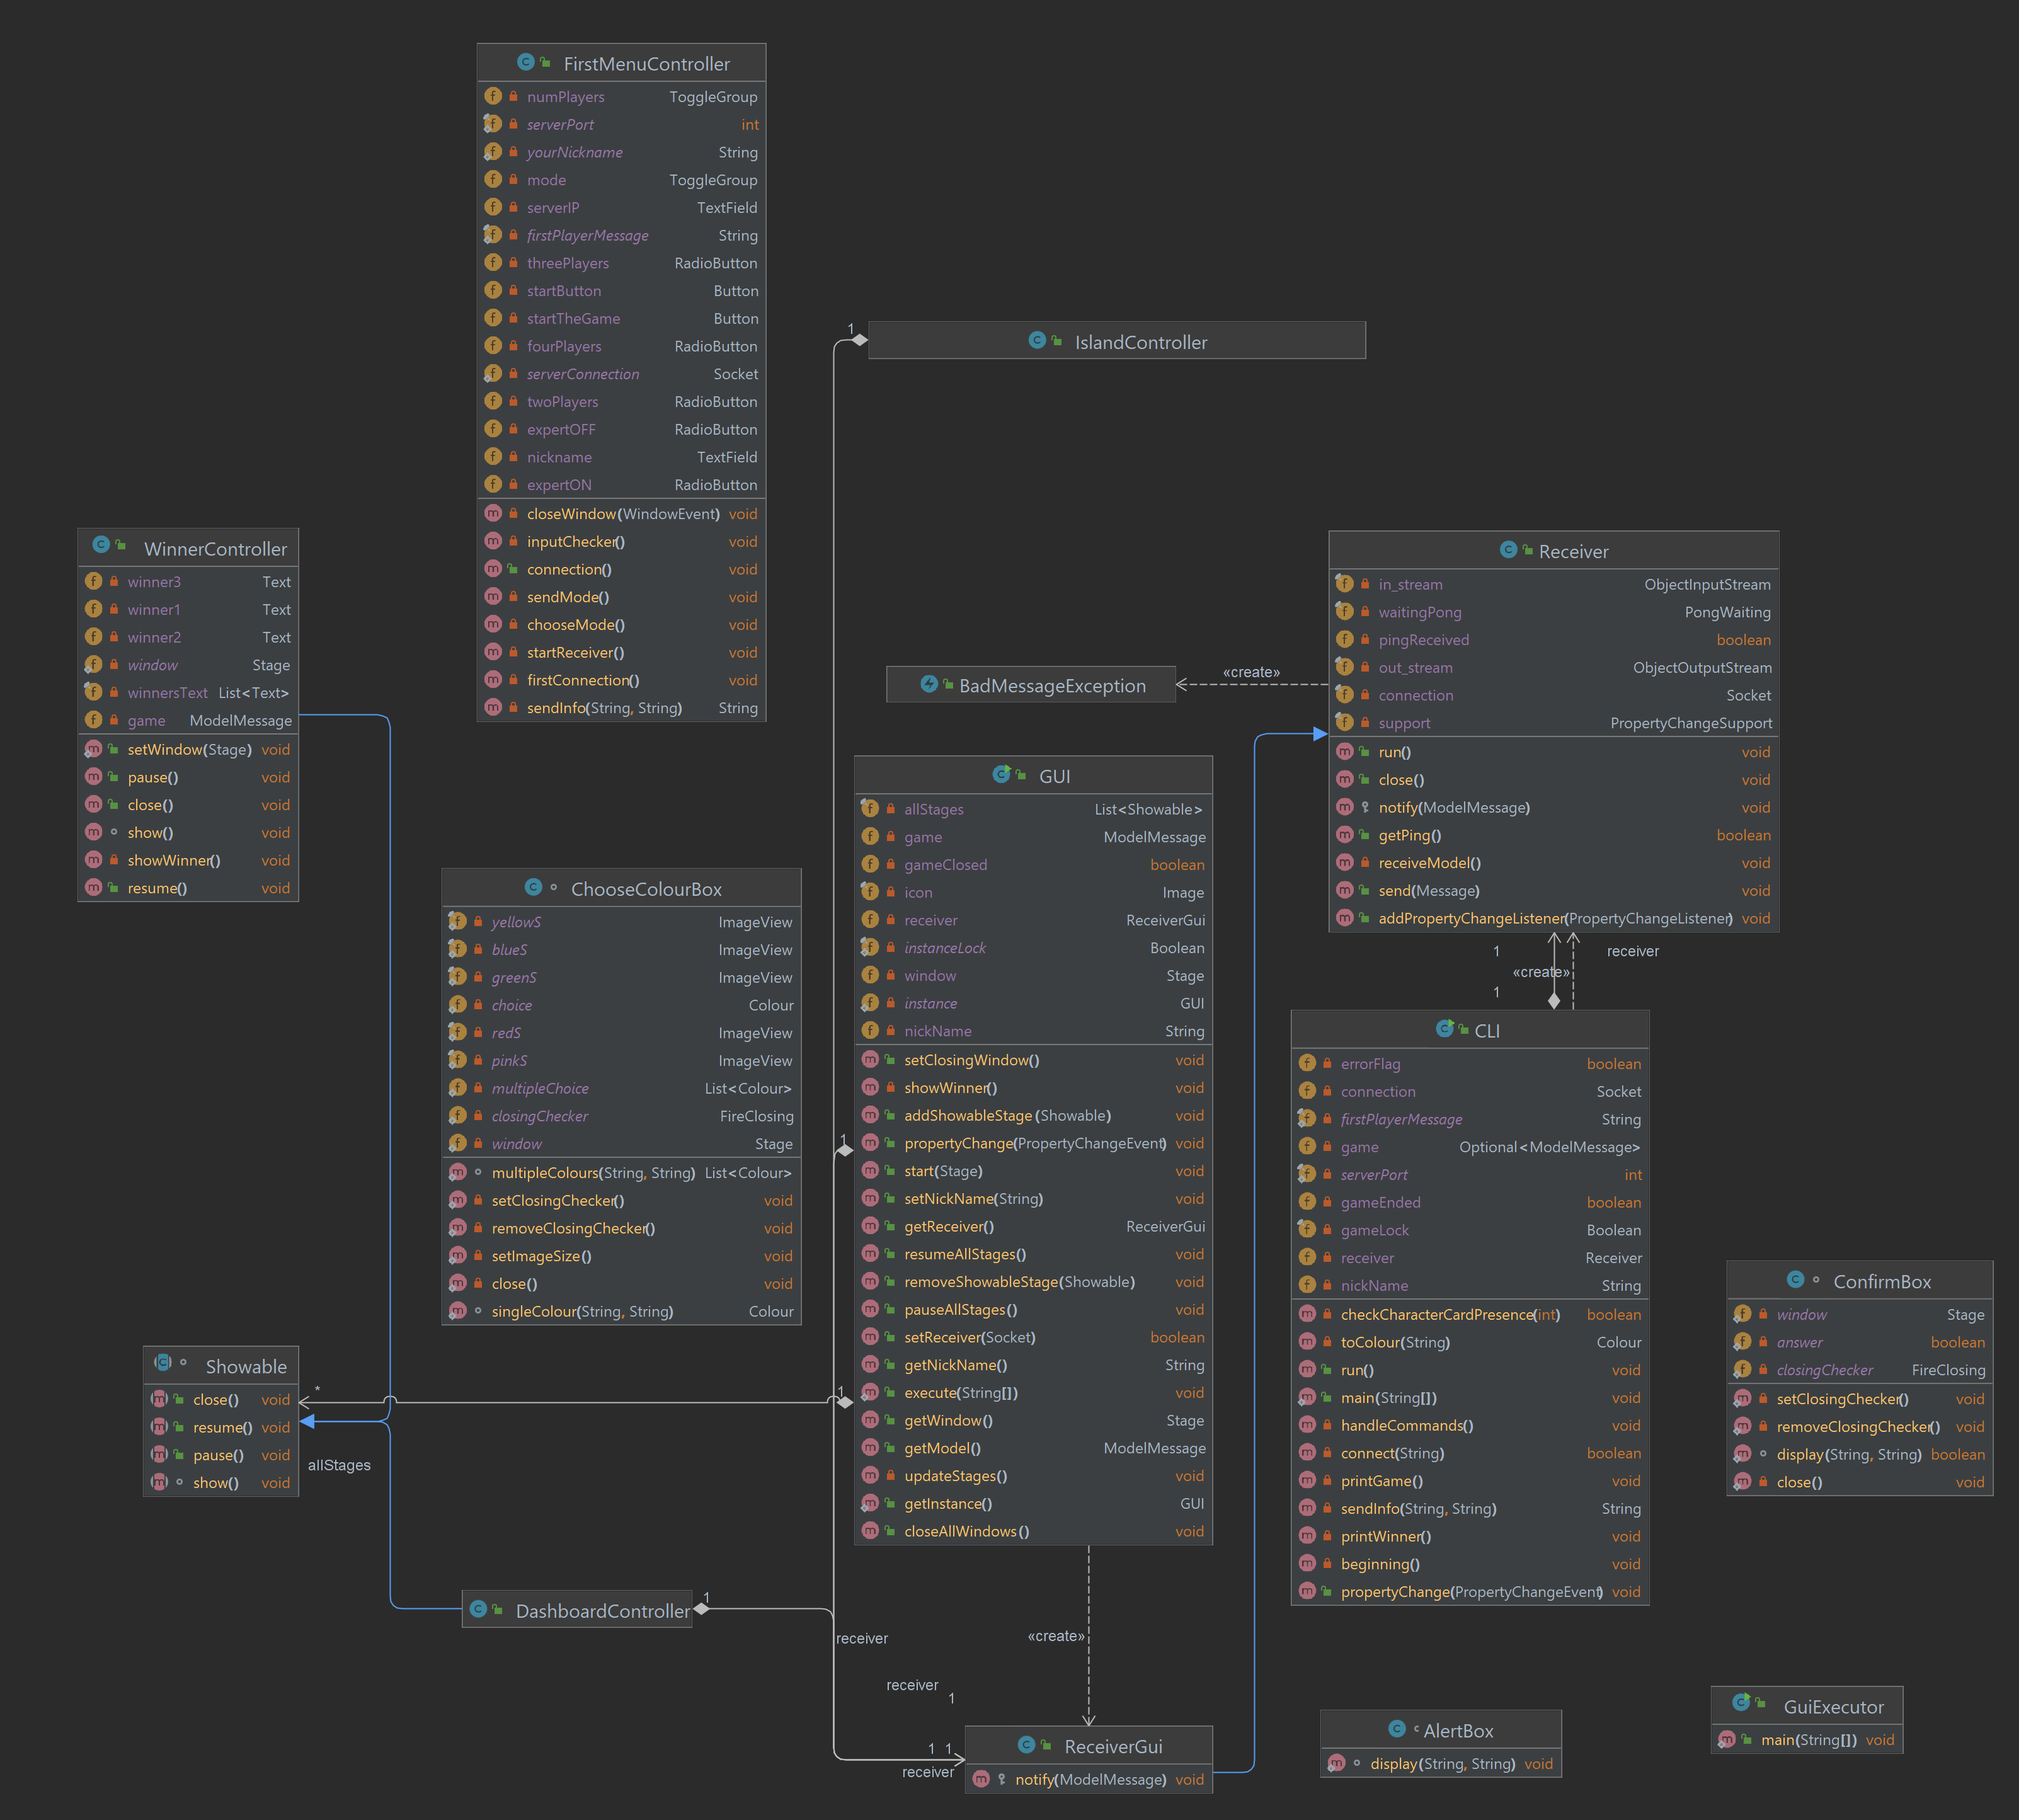 FirstMenuController
numPlayers ToggleGroup
serverPort int
yourNickname String
mode ToggleGroup
serverIP TextField
firstPlayerMessage String
threePlayers RadioButton
startButton Button
startTheGame Button
fourPlayers RadioButton
serverConnection Socket
twoPlayers RadioButton
expertOFF RadioButton
nickname TextField
expertON RadioButton
closeWindow(WindowEvent) void
inputChecker() void
connection() void
sendMode() void
chooseMode() void
startReceiver() void
firstConnection() void
sendInfo(String, String) String
1
IslandController
WinnerController
winner3 Text
winner1 Text
winner2 Text
window Stage
winnersText List<Text>
game ModelMessage
setWindow(Stage) void
pause() void
close() void
show() void
showWinner() void
resume() void
Receiver
in_stream ObjectInputStream
waitingPong PongWaiting
pingReceived boolean
out_stream ObjectOutputStream
connection Socket
support PropertyChangeSupport
run() void
close() void
notify(ModelMessage) void
getPing() boolean
receiveModel() void
send(Message) void
addPropertyChangeListener(PropertyChangeListener) void
BadMessageException
«create»
GUI
allStages List<Showable>
game ModelMessage
gameClosed boolean
icon Image
receiver ReceiverGui
instanceLock Boolean
window Stage
instance GUI
nickName String
setClosingWindow() void
showWinner() void
addShowableStage(Showable) void
propertyChange(PropertyChangeEvent) void
start(Stage) void
setNickName(String) void
getReceiver() ReceiverGui
resumeAllStages() void
removeShowableStage(Showable) void
pauseAllStages() void
setReceiver(Socket) boolean
getNickName() String
execute(String[]) void
getWindow() Stage
getModel() ModelMessage
updateStages() void
getInstance() GUI
closeAllWindows() void
ChooseColourBox
yellowS ImageView
blueS ImageView
greenS ImageView
choice Colour
redS ImageView
pinkS ImageView
multipleChoice List<Colour>
closingChecker FireClosing
window Stage
multipleColours(String, String) List<Colour>
setClosingChecker() void
removeClosingChecker() void
setImageSize() void
close() void
singleColour(String, String) Colour
1
receiver
«create»
1
CLI
errorFlag boolean
connection Socket
firstPlayerMessage String
game Optional<ModelMessage>
serverPort int
gameEnded boolean
gameLock Boolean
receiver Receiver
nickName String
checkCharacterCardPresence(int) boolean
toColour(String) Colour
run() void
main(String[]) void
handleCommands() void
connect(String) boolean
printGame() void
sendInfo(String, String) String
printWinner() void
beginning() void
propertyChange(PropertyChangeEvent) void
1
1
*
ConfirmBox
window Stage
answer boolean
closingChecker FireClosing
setClosingChecker() void
removeClosingChecker() void
display(String, String) boolean
close() void
Showable
close() void
resume() void
pause() void
show() void
allStages
DashboardController
1
receiver
«create»
receiver
1
1 1
receiver
ReceiverGui
notify(ModelMessage) void
AlertBox
display(String, String) void
GuiExecutor
main(String[]) void